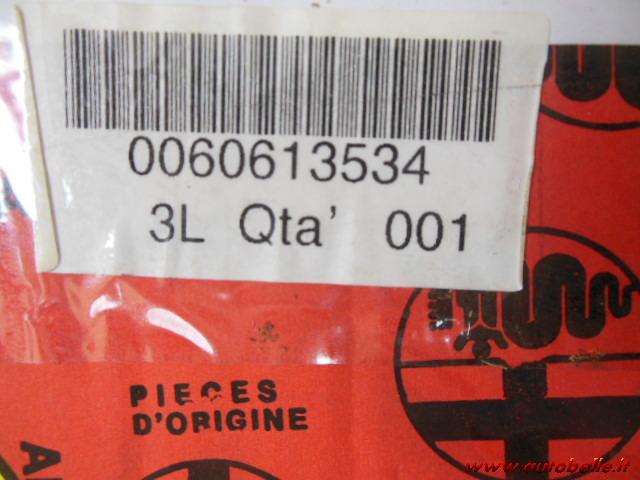 0060613534
3L Qta' 001
PIECES
D'ORIGINE
www.autobelle.it